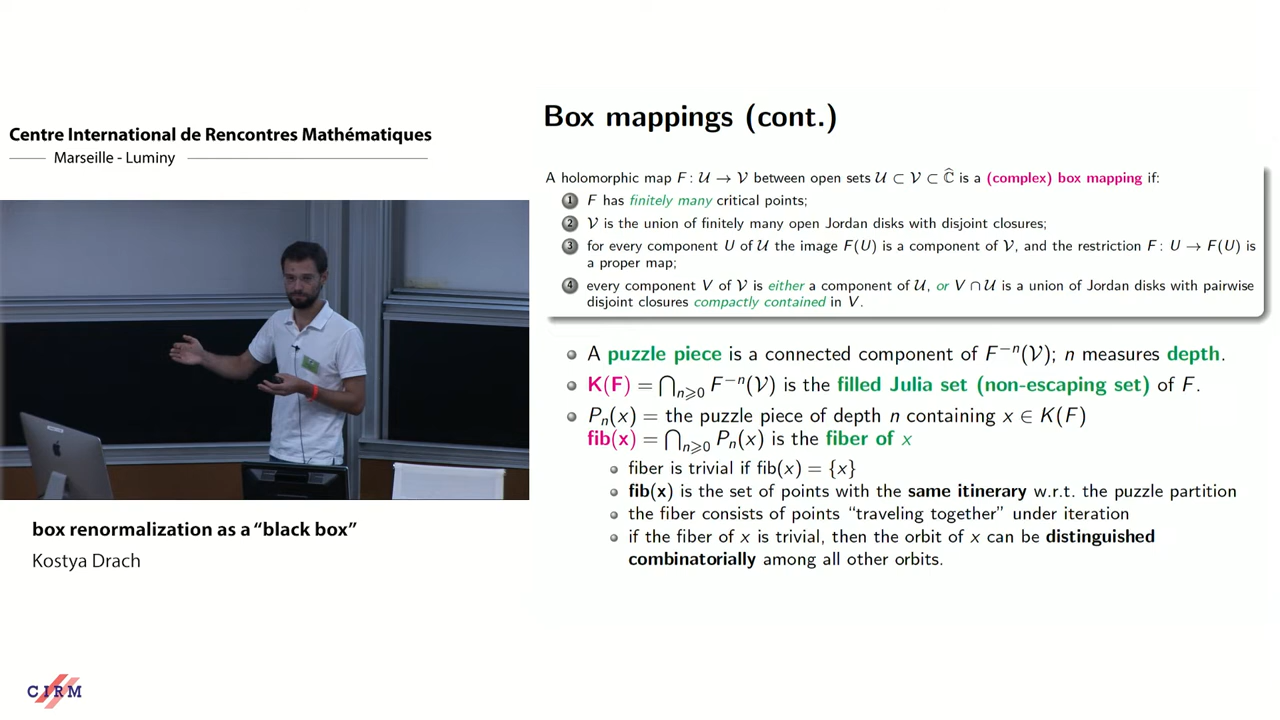 Centre International de Rencontres Mathématiques
Marseille - Luminy
box renormalization as a “black box”
Kostya Drach
CIRM
Box mappings (cont.)
A holomorphic map F : 𝒰 → 𝒱 between open sets 𝒰 ⊂ 𝒱 ⊂ ℂ̂ is a (complex) box mapping if:
1 F has finitely many critical points;
2 𝒱 is the union of finitely many open Jordan disks with disjoint closures;
3 for every component U of 𝒰 the image F(U) is a component of 𝒱, and the restriction F : U → F(U) is
a proper map;
4 every component V of 𝒱 is either a component of 𝒰, or V ∩ 𝒰 is a union of Jordan disks with pairwise
disjoint closures compactly contained in V.
• A puzzle piece is a connected component of F⁻ⁿ(𝒱); n measures depth.
• K(F) = ⋂ₙ⩾₀ F⁻ⁿ(𝒱) is the filled Julia set (non-escaping set) of F.
• Pₙ(x) = the puzzle piece of depth n containing x ∈ K(F)
fib(x) = ⋂ₙ⩾₀ Pₙ(x) is the fiber of x
• fiber is trivial if fib(x) = {x}
• fib(x) is the set of points with the same itinerary w.r.t. the puzzle partition
• the fiber consists of points “traveling together” under iteration
• if the fiber of x is trivial, then the orbit of x can be distinguished
combinatorially among all other orbits.